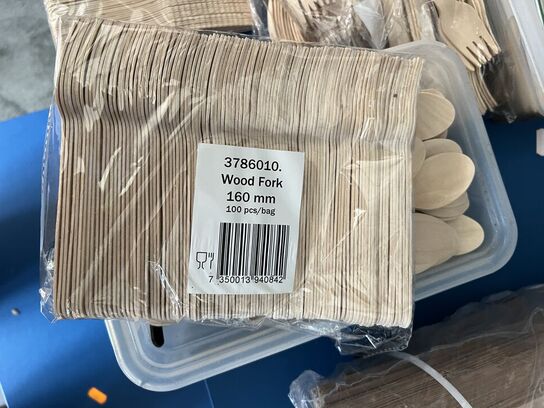 3786010.
Wood Fork
160 mm
100 pcs/bag
7 350013 940842